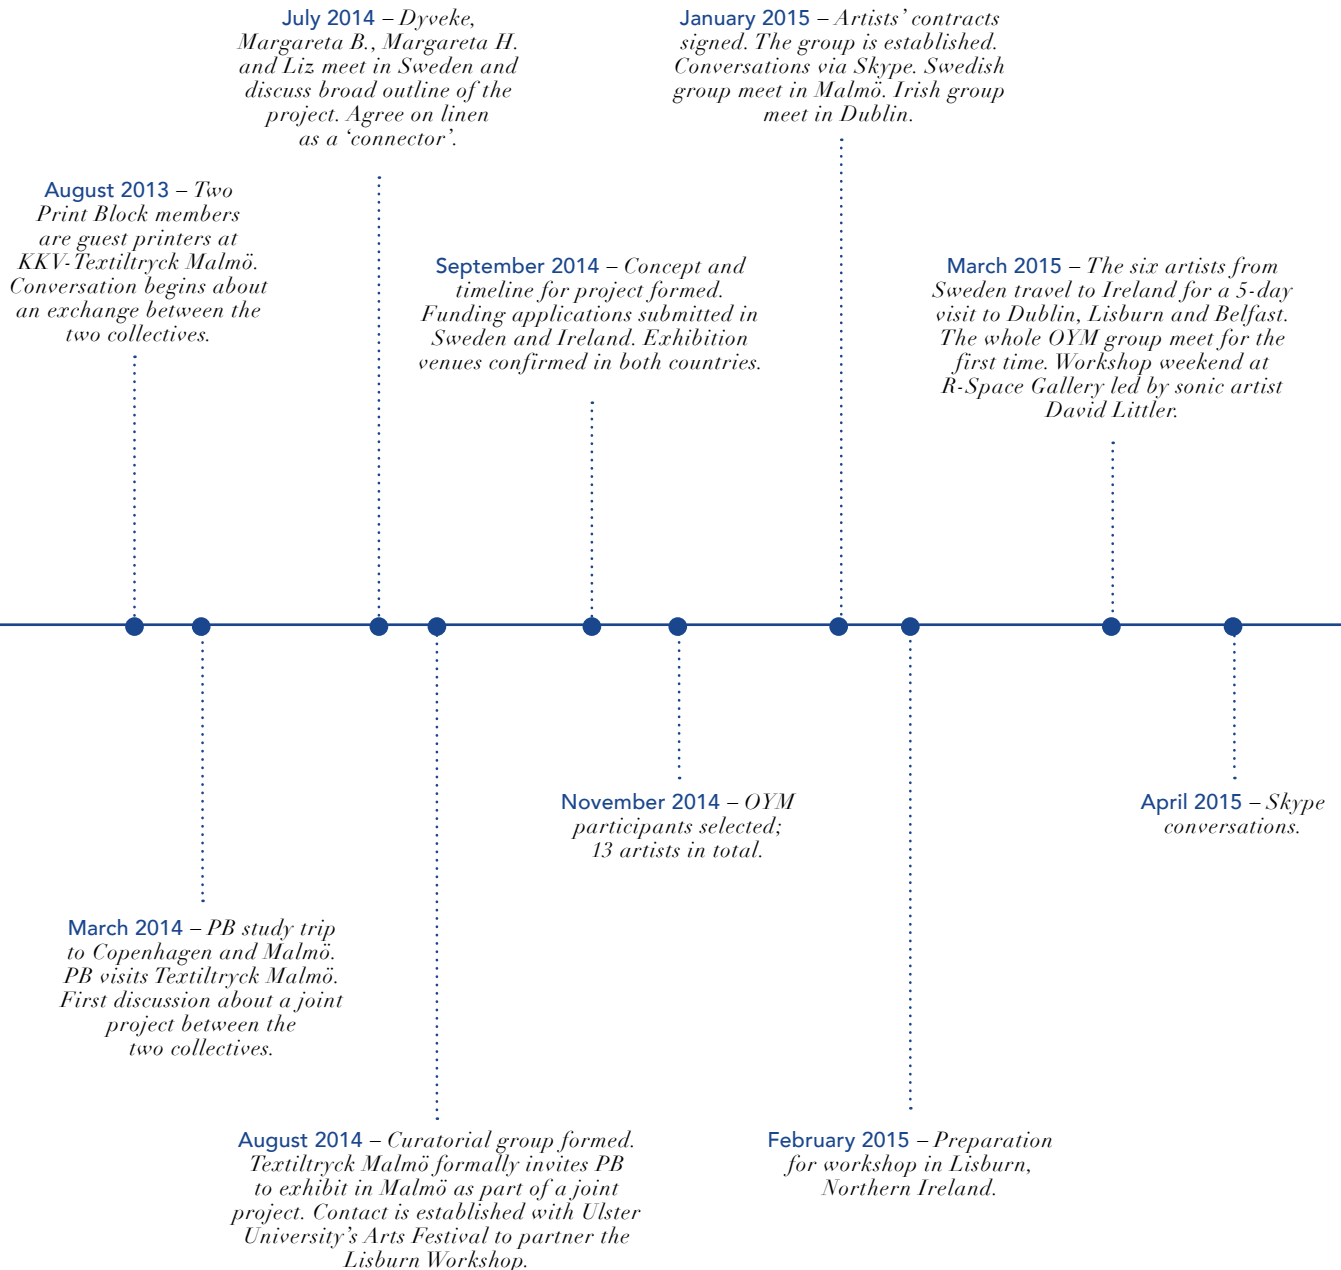 August 2013 – Two
Print Block members
are guest printers at
KKV-Textiltryck Malmö.
Conversation begins about
an exchange between the
two collectives.
March 2014 – PB study trip
to Copenhagen and Malmö.
PB visits Textiltryck Malmö.
First discussion about a joint
project between the
two collectives.
July 2014 – Dyveke,
Margareta B., Margareta H.
and Liz meet in Sweden and
discuss broad outline of the
project. Agree on linen
as a ‘connector’.
August 2014 – Curatorial group formed.
Textiltryck Malmö formally invites PB
to exhibit in Malmö as part of a joint
project. Contact is established with Ulster
University’s Arts Festival to partner the
Lisburn Workshop.
September 2014 – Concept and
timeline for project formed.
Funding applications submitted in
Sweden and Ireland. Exhibition
venues confirmed in both countries.
November 2014 – OYM
participants selected;
13 artists in total.
January 2015 – Artists’ contracts
signed. The group is established.
Conversations via Skype. Swedish
group meet in Malmö. Irish group
meet in Dublin.
February 2015 – Preparation
for workshop in Lisburn,
Northern Ireland.
March 2015 – The six artists from
Sweden travel to Ireland for a 5-day
visit to Dublin, Lisburn and Belfast.
The whole OYM group meet for the
first time. Workshop weekend at
R-Space Gallery led by sonic artist
David Littler.
April 2015 – Skype
conversations.